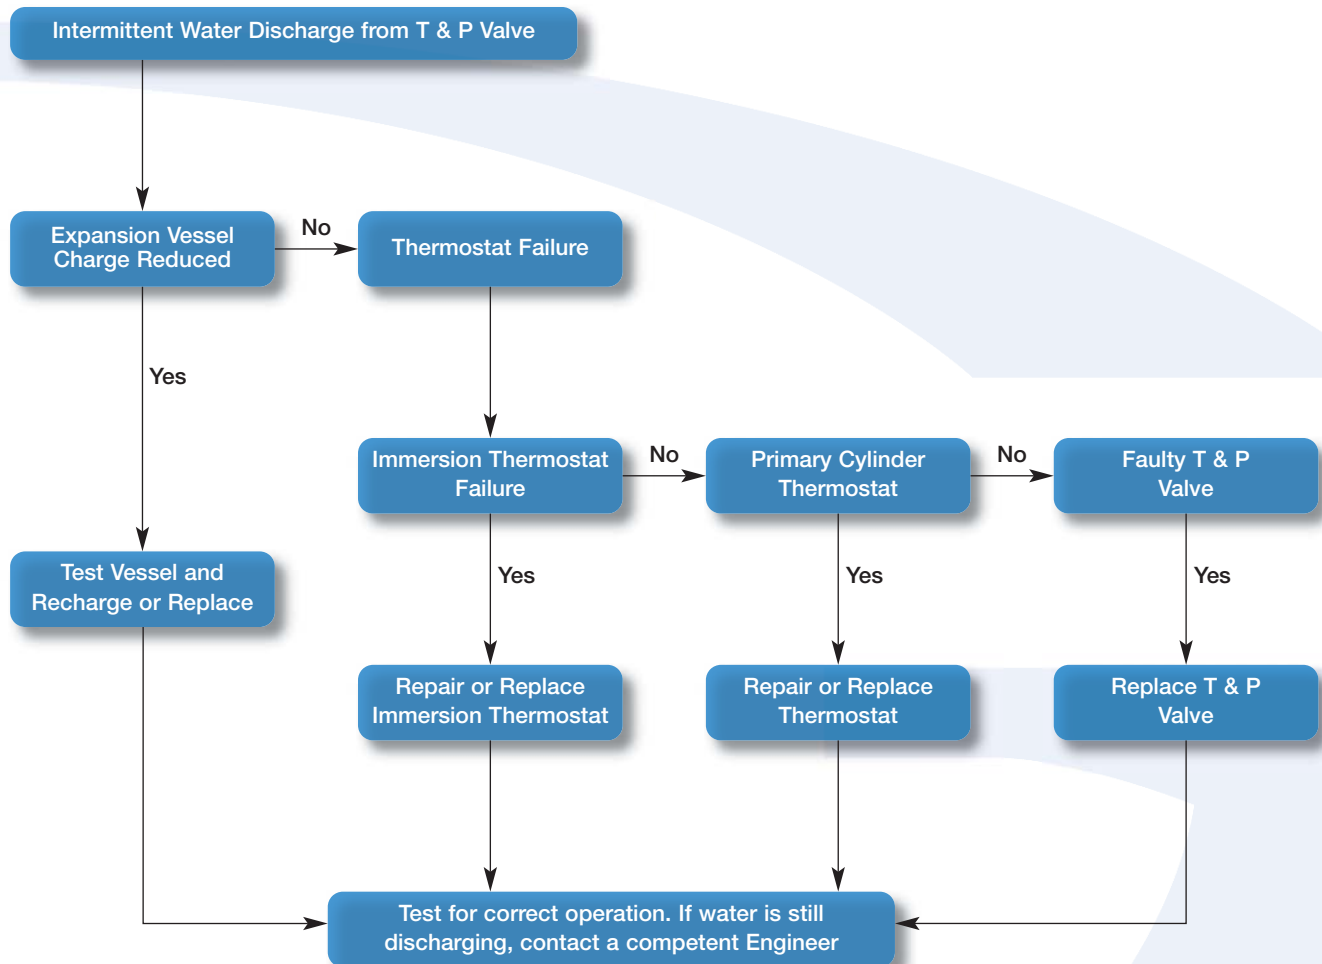 Intermittent Water Discharge from T & P Valve
Expansion Vessel
Charge Reduced
No
Thermostat Failure
Yes
Immersion Thermostat
Failure
No
Primary Cylinder
Thermostat
No
Faulty T & P
Valve
Test Vessel and
Recharge or Replace
Yes
Yes
Yes
Repair or Replace
Immersion Thermostat
Repair or Replace
Thermostat
Replace T & P
Valve
Test for correct operation. If water is still
discharging, contact a competent Engineer